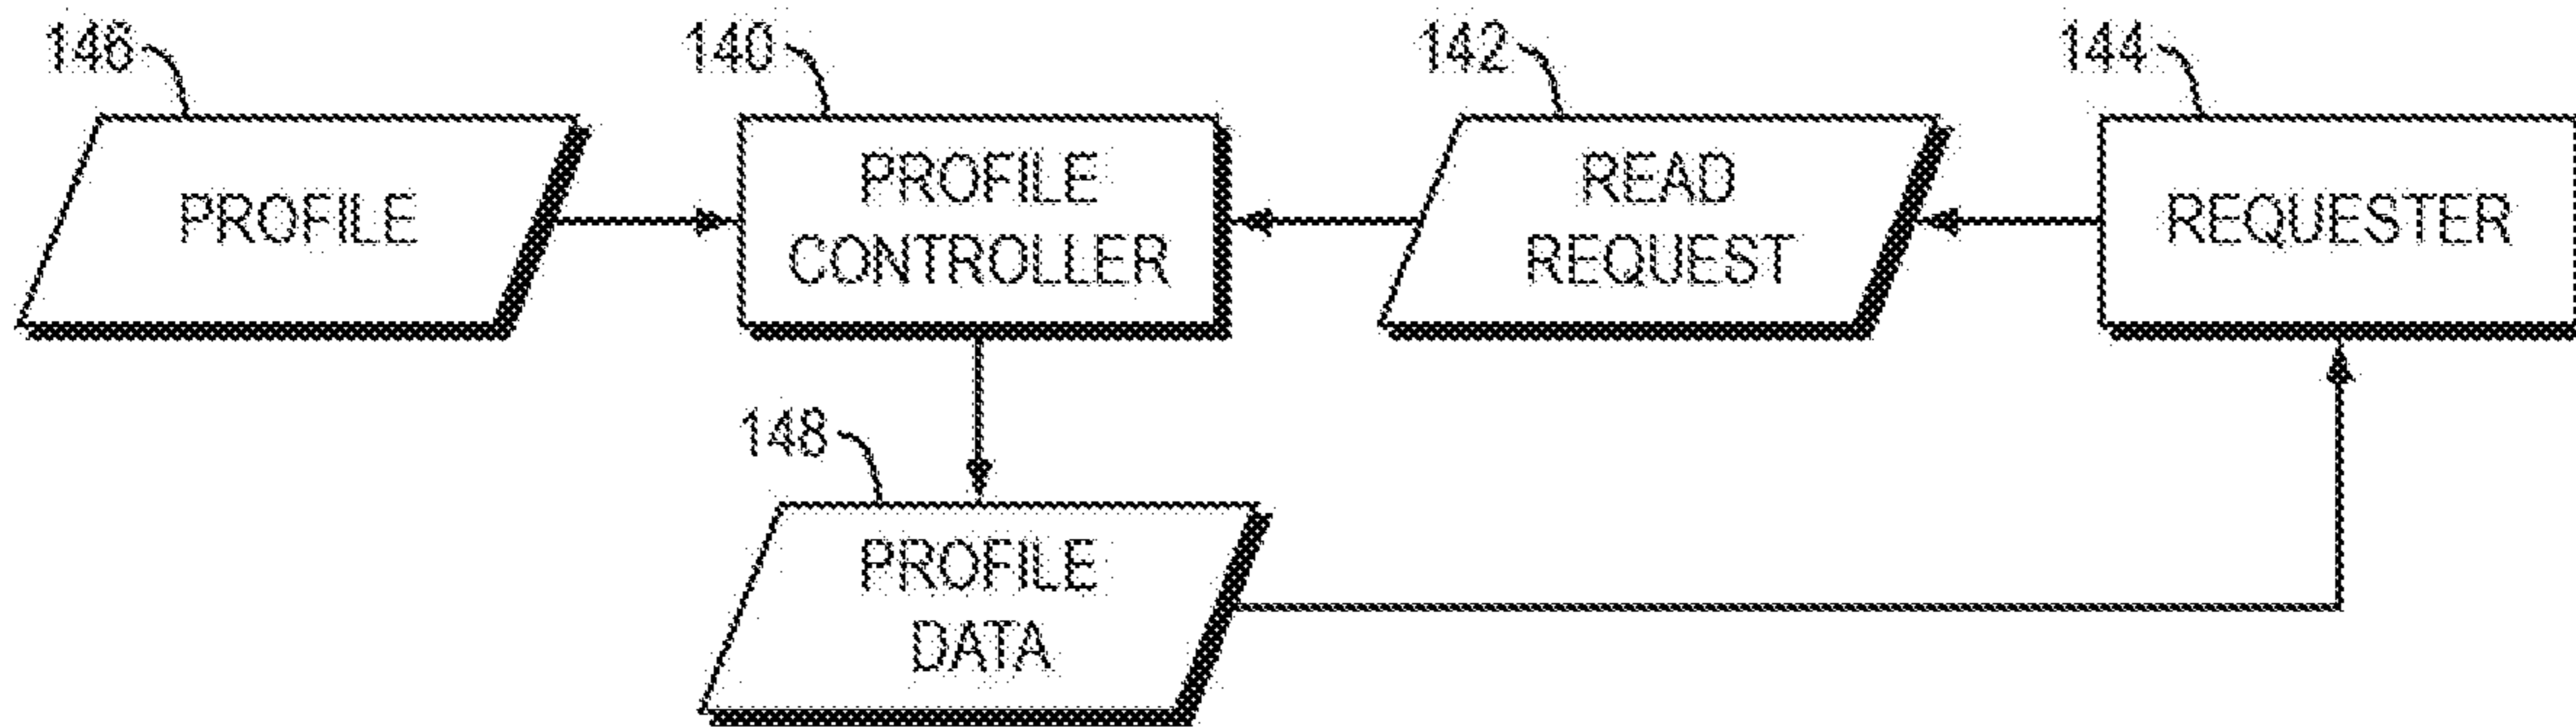 146
140
142
144
PROFILE
PROFILE
CONTROLLER
READ
REQUEST
REQUESTER
148
PROFILE
DATA